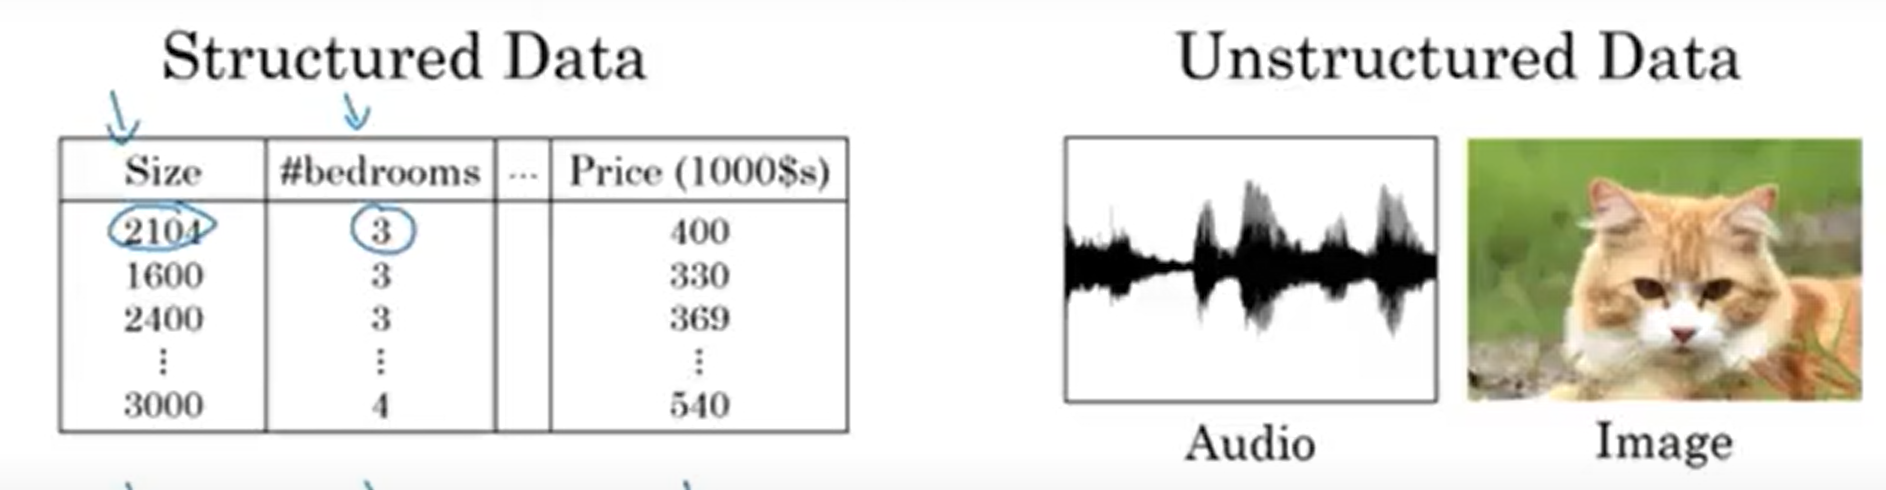 Structured Data
Size #bedrooms ... Price (1000$s)
2104 3 400
1600 3 330
2400 3 369
⋮ ⋮ ⋮
3000 4 540
Unstructured Data
Audio
Image